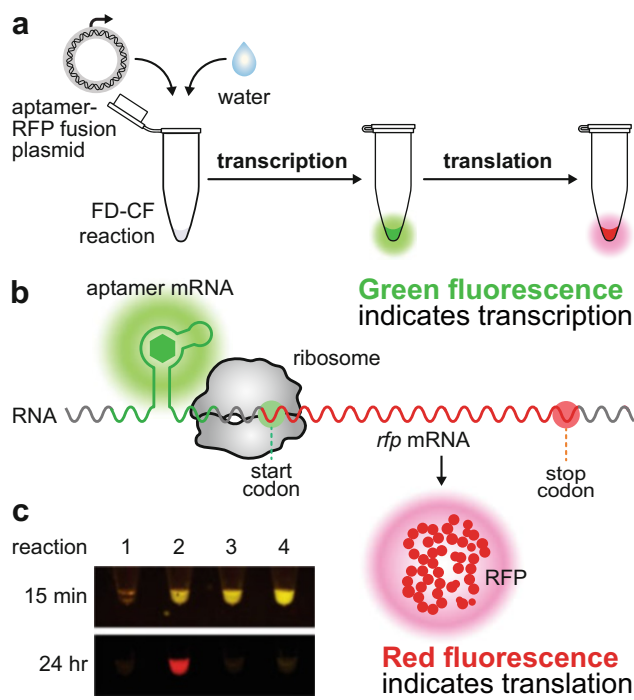 a
aptamer-
RFP fusion
plasmid
water
FD-CF
reaction
transcription
translation
Green fluorescence
indicates transcription
b
aptamer mRNA
ribosome
RNA
start
codon
rfp mRNA
stop
codon
RFP
Red fluorescence
indicates translation
c
reaction 1 2 3 4
15 min
24 hr